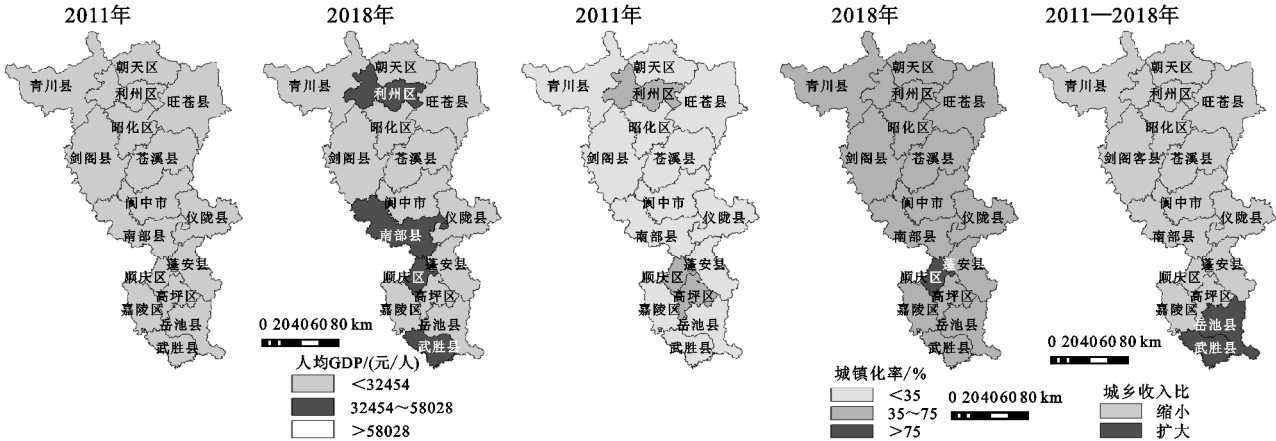 2011年
青川县
朝天区
利州区
旺苍县
昭化区
剑阁县
苍溪县
阆中市
仪陇县
南部县
蓬安县
顺庆区
高坪区
嘉陵区
岳池县
武胜县
2018年
青川县
朝天区
利州区
旺苍县
昭化区
剑阁县
苍溪县
阆中市
仪陇县
南部县
蓬安县
顺庆区
高坪区
嘉陵区
岳池县
武胜县
0 20406080 km
人均GDP/(元/人)
<32454
32454~58028
>58028
2011年
青川县
朝天区
利州区
旺苍县
昭化区
剑阁县
苍溪县
阆中市
仪陇县
南部县
蓬安县
顺庆区
高坪区
嘉陵区
岳池县
武胜县
2018年
青川县
朝天区
利州区
旺苍县
昭化区
剑阁县
苍溪县
阆中市
仪陇县
南部县
蓬安县
顺庆区
高坪区
嘉陵区
岳池县
武胜县
城镇化率/%
<35
35~75
>75
0 20406080 km
2011—2018年
青川县
朝天区
利州区
旺苍县
昭化区
剑阁客县
苍溪县
阆中市
仪陇县
南部县
蓬安县
顺庆区
高坪区
嘉陵区
岳池县
武胜县
0 20406080 km
城乡收入比
缩小
扩大